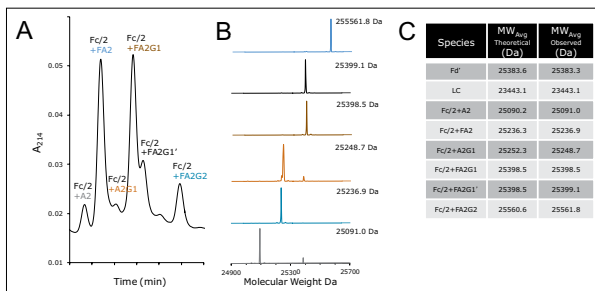 A
Fc/2
+FA2
Fc/2
+FA2G1
Fc/2
+FA2G1’
Fc/2
+FA2G2
Fc/2
+A2
Fc/2
+A2G1
0.05
0.04
0.03
0.02
0.01
A214
Time (min)
B
255561.8 Da
25399.1 Da
25398.5 Da
25248.7 Da
25236.9 Da
25091.0 Da
24900 25300 25700
Molecular Weight Da
C
Species MWAvg Theoretical (Da) MWAvg Observed (Da)
Fd' 25383.6 25383.3
LC 23443.1 23443.1
Fc/2+A2 25090.2 25091.0
Fc/2+FA2 25236.3 25236.9
Fc/2+A2G1 25252.3 25248.7
Fc/2+FA2G1 25398.5 25398.5
Fc/2+FA2G1' 25398.5 25399.1
Fc/2+FA2G2 25560.6 25561.8